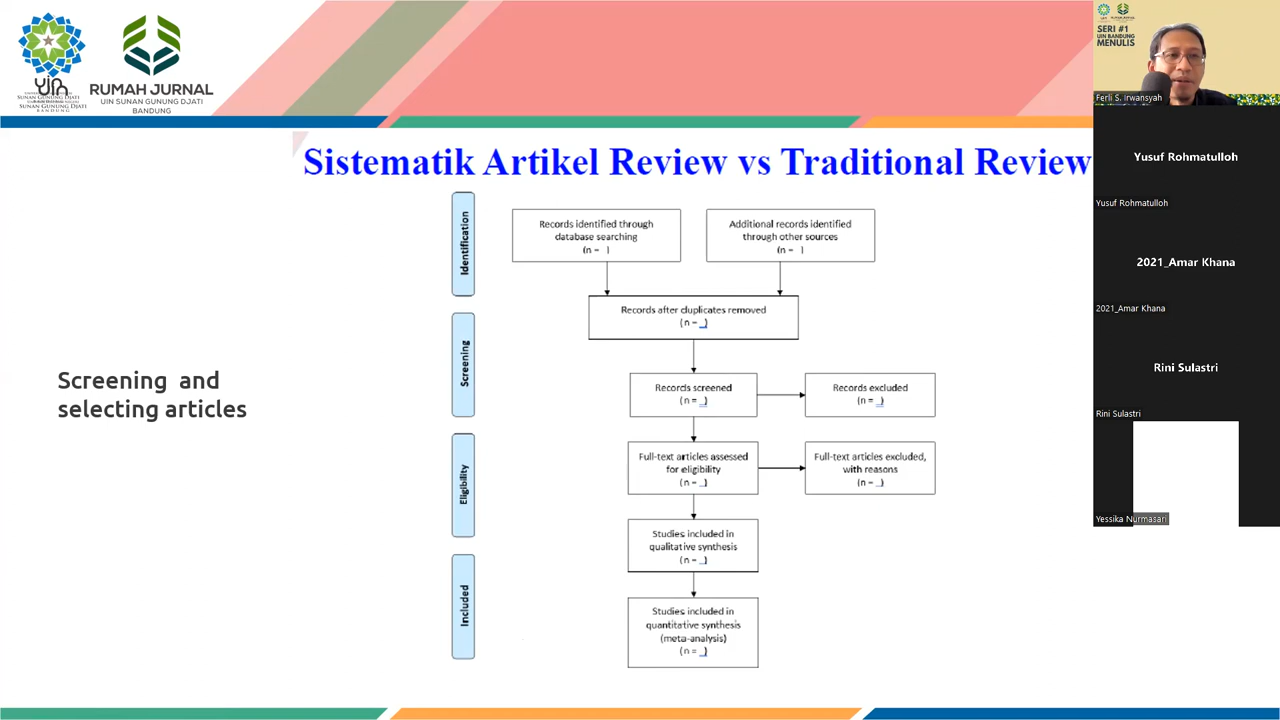 uin
SUNAN GUNUNG DJATI
BANDUNG
RUMAH JURNAL
UIN SUNAN GUNUNG DJATI
BANDUNG
Sistematik Artikel Review vs Traditional Review
Screening and
selecting articles
Identification
Records identified through
database searching
(n = _)
Additional records identified
through other sources
(n = _)
Screening
Records after duplicates removed
(n = _)
Records screened
(n = _)
Records excluded
(n = _)
Eligibility
Full-text articles assessed
for eligibility
(n = _)
Full-text articles excluded,
with reasons
(n = _)
Studies included in
qualitative synthesis
(n = _)
Included
Studies included in
quantitative synthesis
(meta-analysis)
(n = _)
SERI #1
UIN BANDUNG
MENULIS
Ferli S. Irwansyah
Yusuf Rohmatulloh
Yusuf Rohmatulloh
2021_Amar Khana
2021_Amar Khana
Rini Sulastri
Rini Sulastri
Yessika Nurmasari